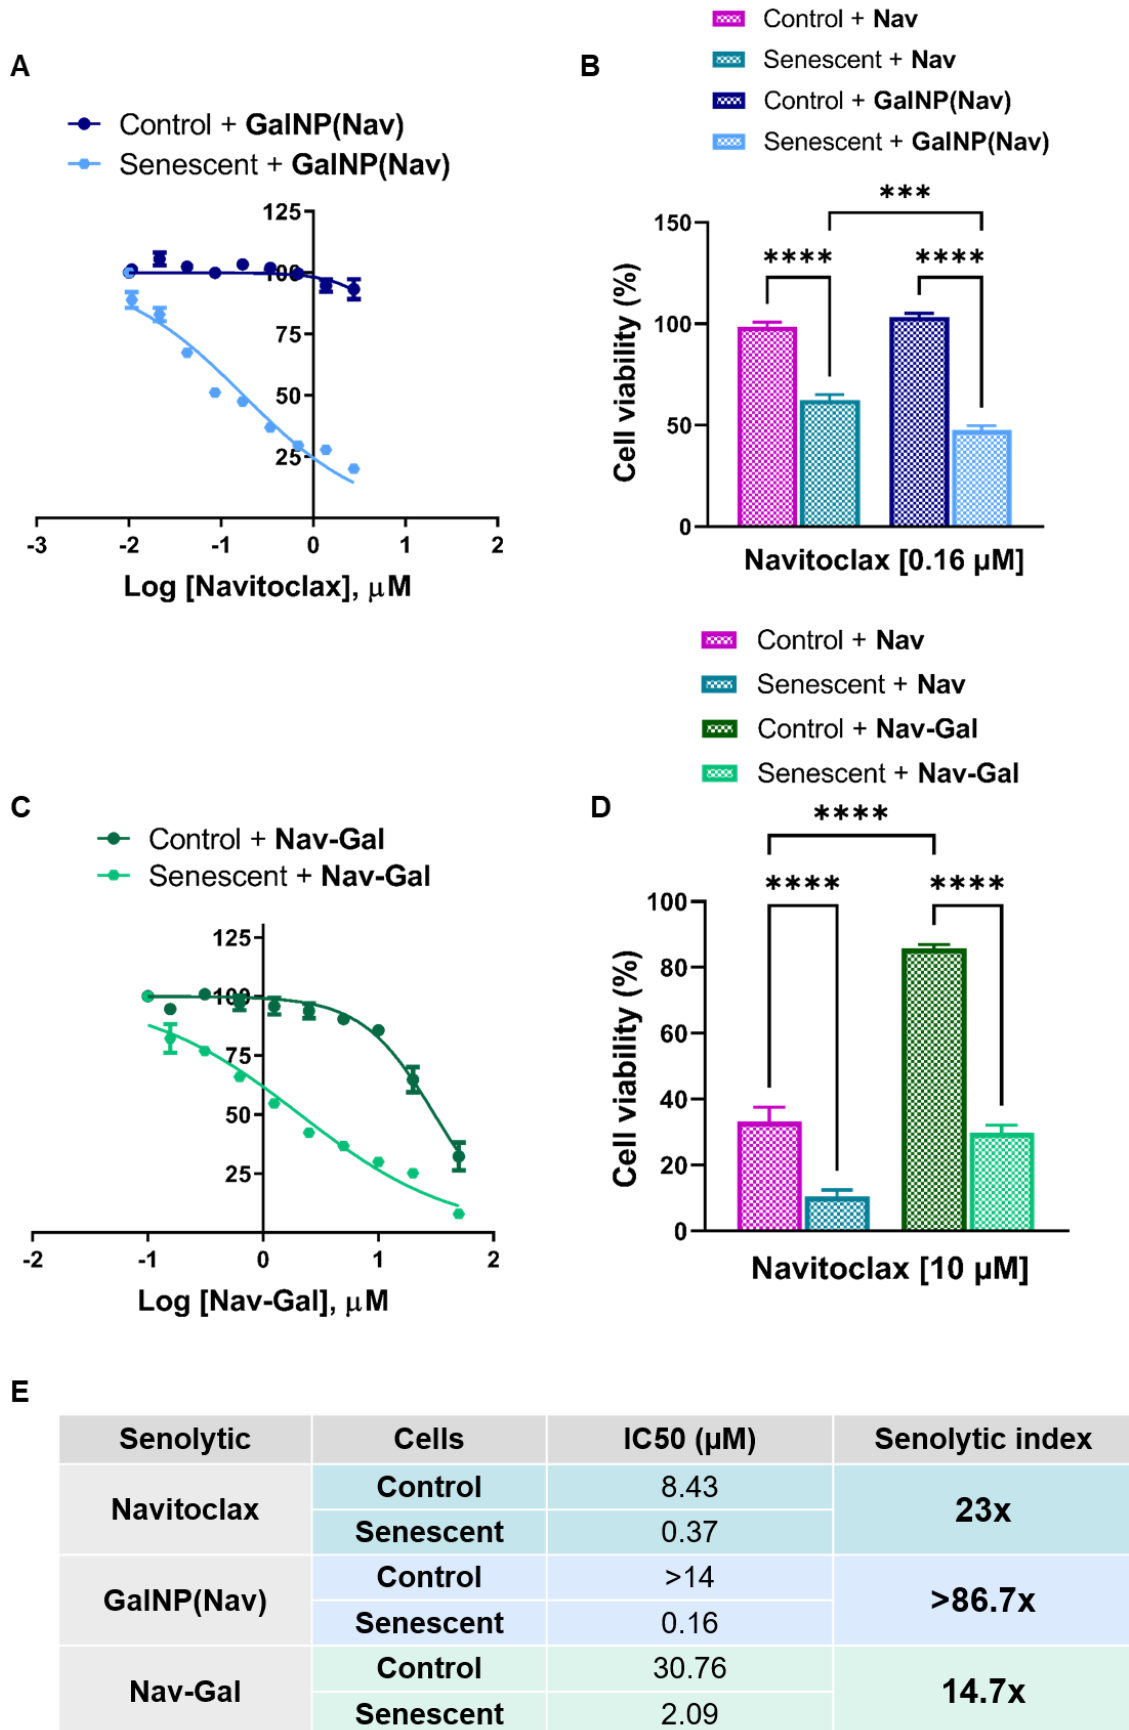 A
Control + GalNP(Nav)
Senescent + GalNP(Nav)
125
100
75
50
25
-3 -2 -1 0 1 2
Log [Navitoclax], µM
B
Control + Nav
Senescent + Nav
Control + GalNP(Nav)
Senescent + GalNP(Nav)
***
**** ****
150
100
50
0
Cell viability (%)
Navitoclax [0.16 µM]
C
Control + Nav-Gal
Senescent + Nav-Gal
125
100
75
50
25
-2 -1 0 1 2
Log [Nav-Gal], µM
Control + Nav
Senescent + Nav
Control + Nav-Gal
Senescent + Nav-Gal
D
****
**** ****
100
80
60
40
20
0
Cell viability (%)
Navitoclax [10 µM]
E
Senolytic Cells IC50 (µM) Senolytic index
Navitoclax Control 8.43 23x
Senescent 0.37
GalNP(Nav) Control >14 >86.7x
Senescent 0.16
Nav-Gal Control 30.76 14.7x
Senescent 2.09